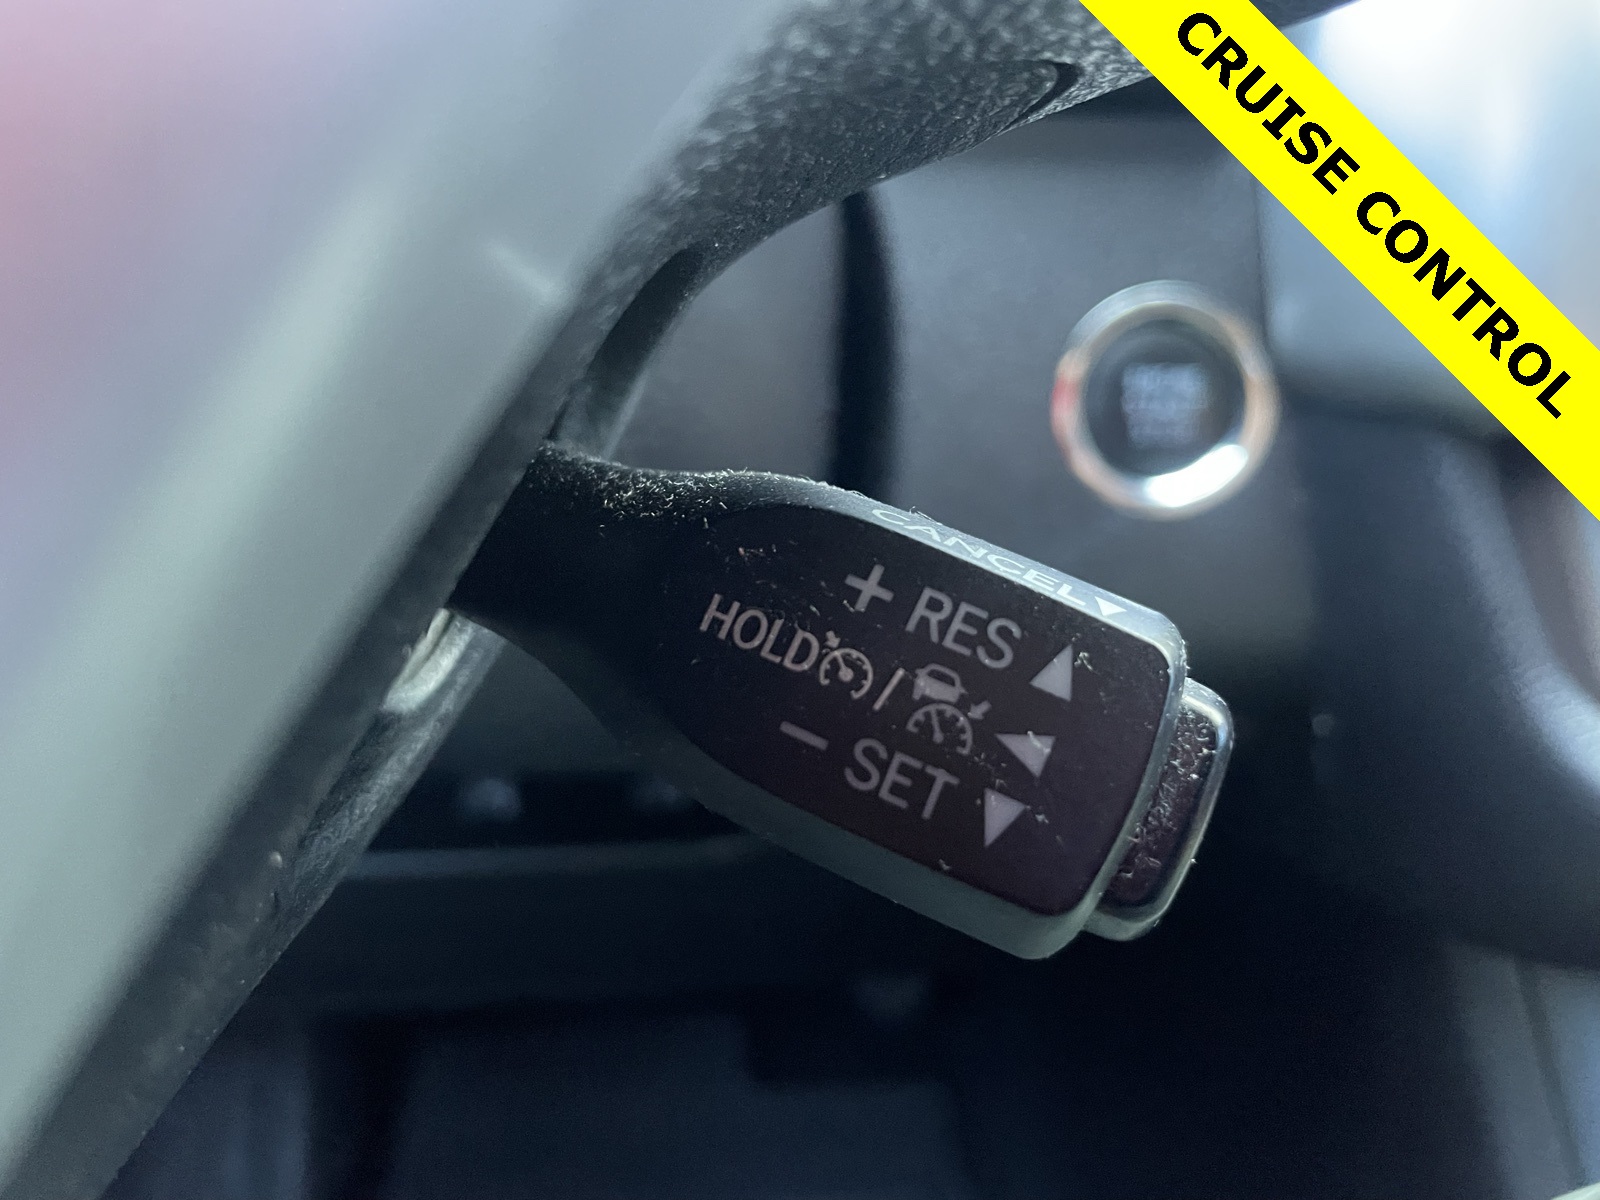 CRUISE CONTROL
CANCEL▼
+ RES ▲
HOLD / ◀
− SET ▼